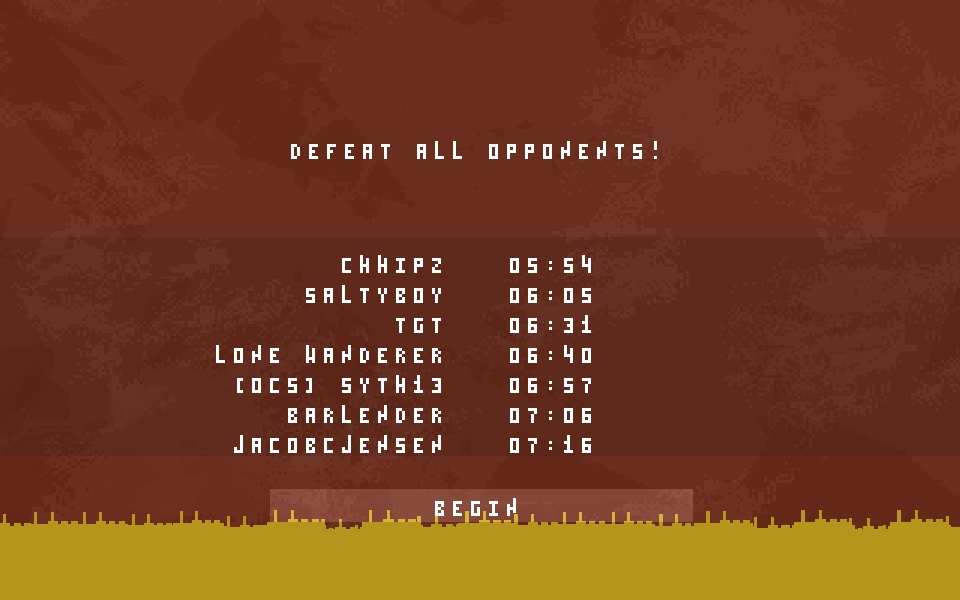 DEFEAT ALL OPPONENTS!
CHHIPZ 05:54
SALTYBOY 06:05
TGT 06:31
LONE WANDERER 06:40
[OCS] SYTH13 06:57
BARLENDER 07:06
JACOBCJENSEN 07:16
BEGIN